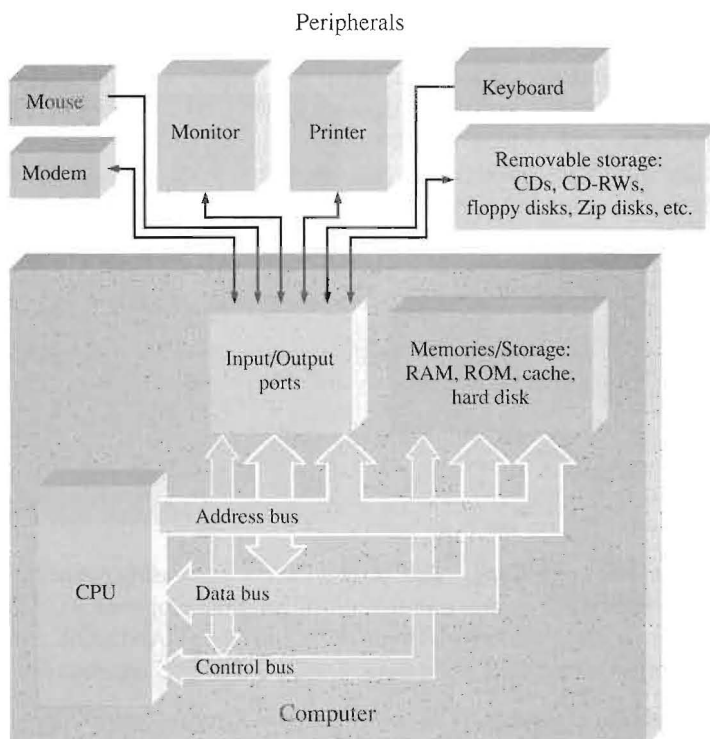 Peripherals
Mouse
Modem
Monitor
Printer
Keyboard
Removable storage:
CDs, CD-RWs,
floppy disks, Zip disks, etc.
Input/Output
ports
Memories/Storage:
RAM, ROM, cache,
hard disk
Address bus
CPU
Data bus
Control bus
Computer